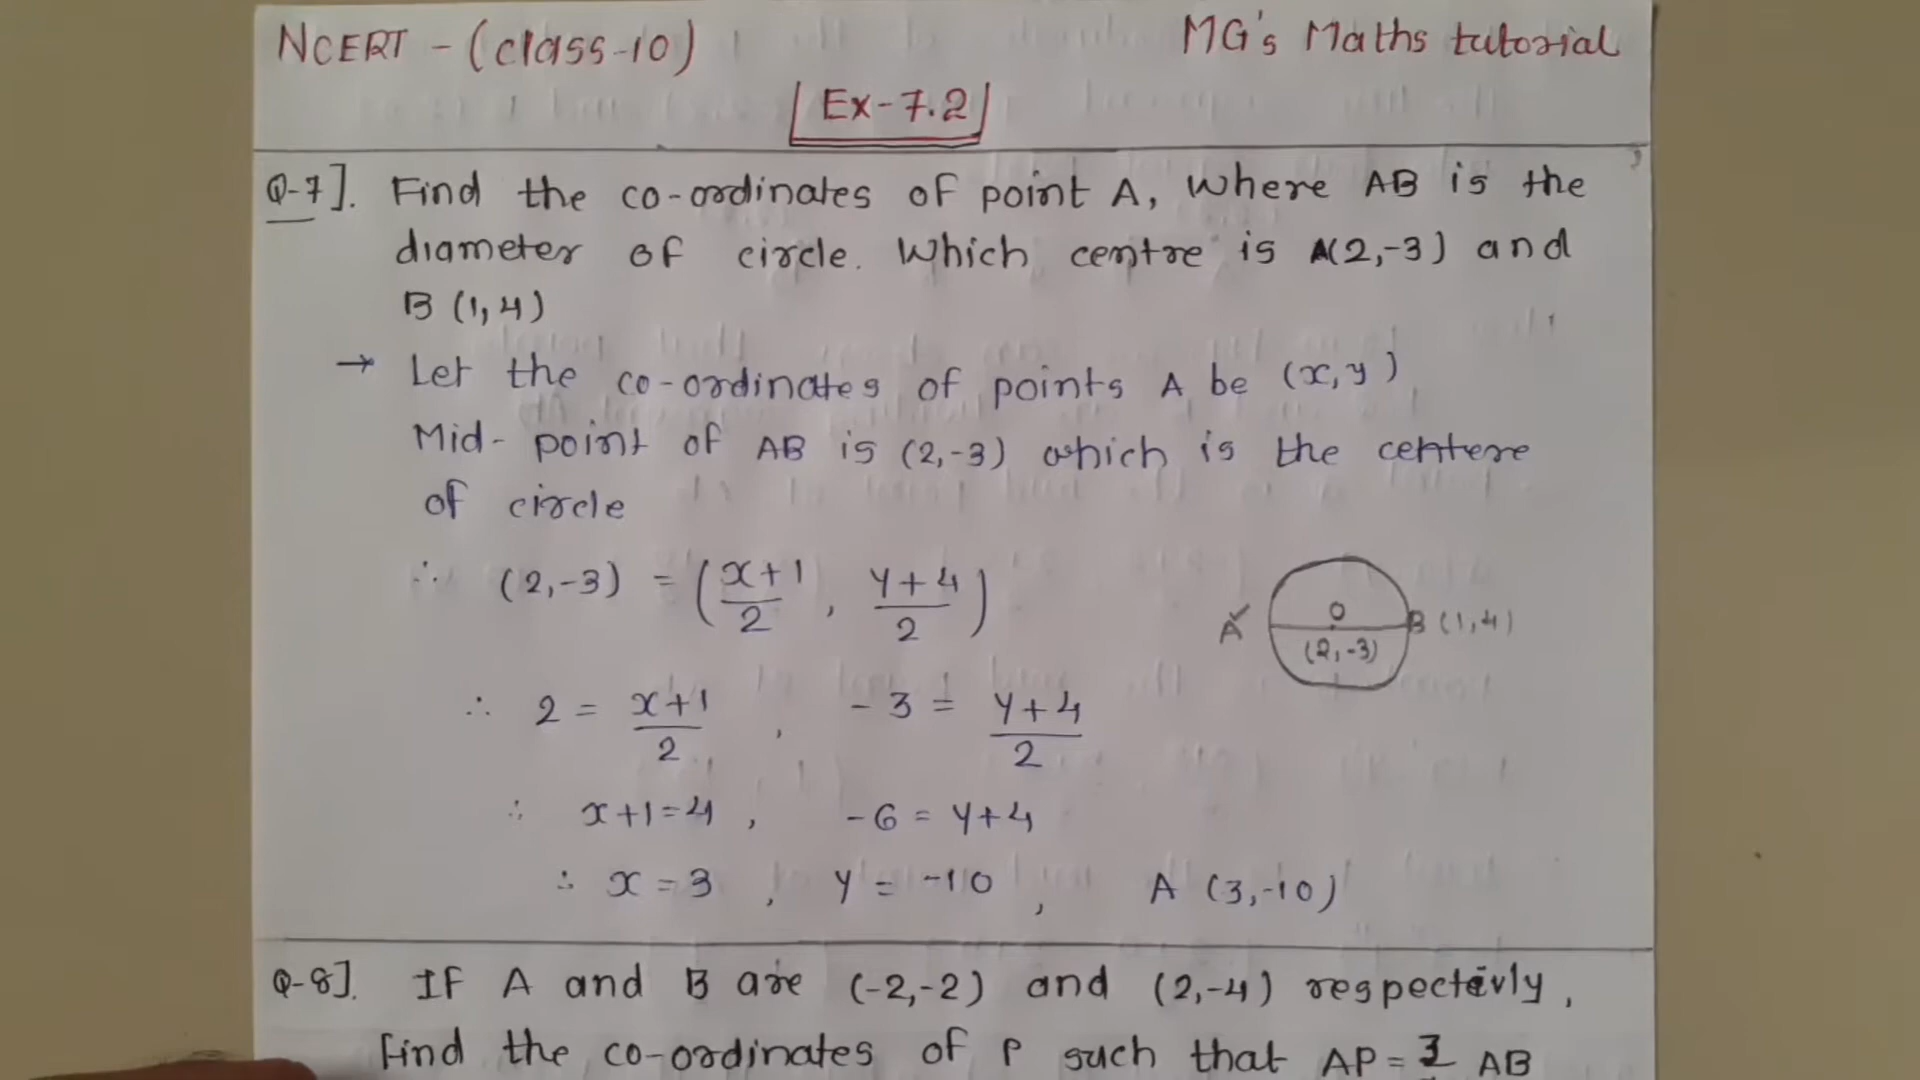 NCERT - (class-10)
MG's Maths tutorial
Ex-7.2
Q-7]. Find the co-ordinates of point A, Where AB is the
diameter of circle. Which centre is A(2,-3) and
B (1,4)
→ Let the co-ordinates of points A be (x,y)
Mid-point of AB is (2,-3) which is the centere
of circle
∴ (2,-3) = (x+1/2, y+4/2)
A O B (1,4)
(2,-3)
∴ 2 = x+1/2, -3 = y+4/2
∴ x+1=4, -6 = y+4
∴ x=3, y = -10, A (3,-10)
Q-8]. If A and B are (-2,-2) and (2,-4) respectivly,
Find the co-ordinates of P such that AP = 3 AB